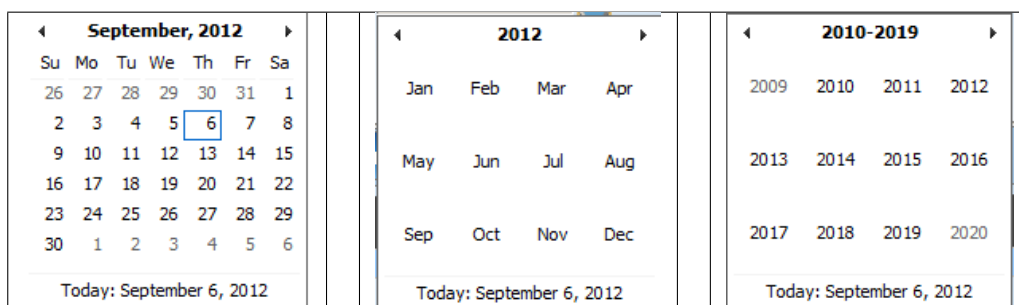 September, 2012
Su Mo Tu We Th Fr Sa
26 27 28 29 30 31 1
2 3 4 5 6 7 8
9 10 11 12 13 14 15
16 17 18 19 20 21 22
23 24 25 26 27 28 29
30 1 2 3 4 5 6
Today: September 6, 2012
2012
Jan Feb Mar Apr
May Jun Jul Aug
Sep Oct Nov Dec
Today: September 6, 2012
2010-2019
2009 2010 2011 2012
2013 2014 2015 2016
2017 2018 2019 2020
Today: September 6, 2012